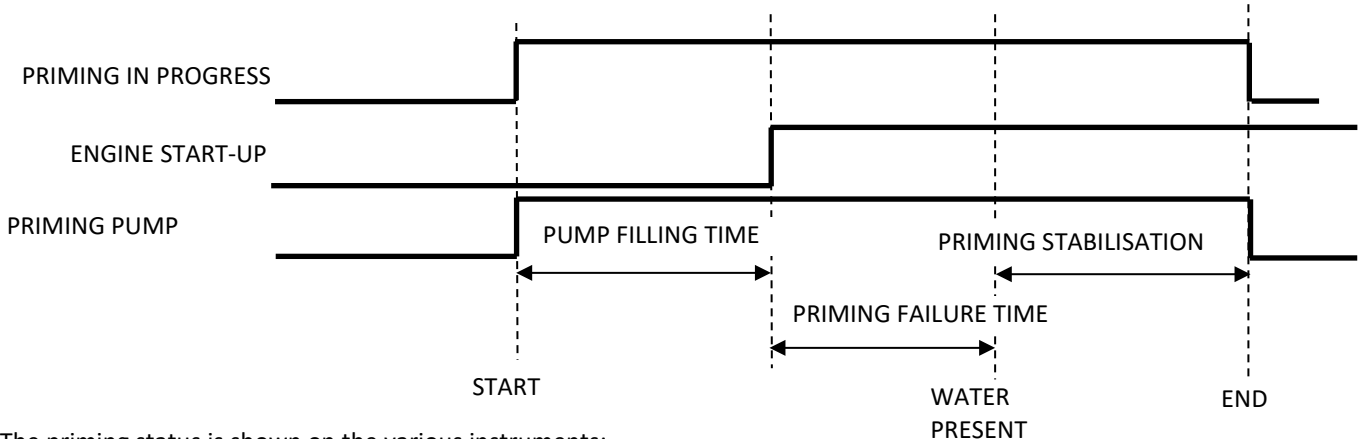 PRIMING IN PROGRESS
ENGINE START-UP
PRIMING PUMP
PUMP FILLING TIME
PRIMING STABILISATION
PRIMING FAILURE TIME
START
WATER
PRESENT
END
The priming status is shown on the various instruments: